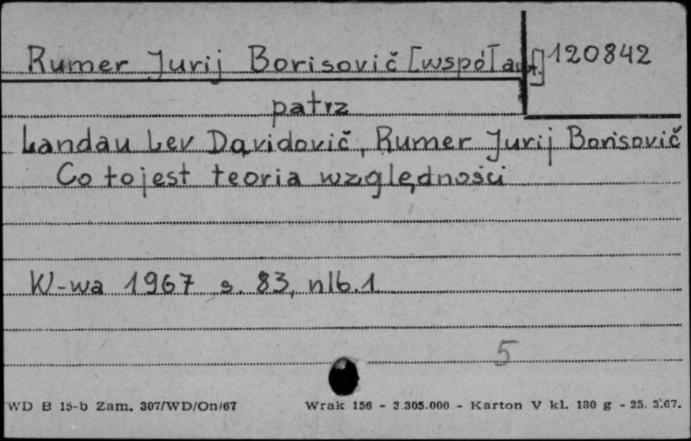 Rumer Jurij Borisovič [współaut.] 120842
patrz
Landau Lev Davidovič, Rumer Jurij Borisovič
Co to jest teoria względności
W-wa 1967 s. 83, nlb. 1
5
WD B 15-b Zam. 307/WD/On/67 Wrak 156 - 3.305.000 - Karton V kl. 180 g - 25. 3.67.